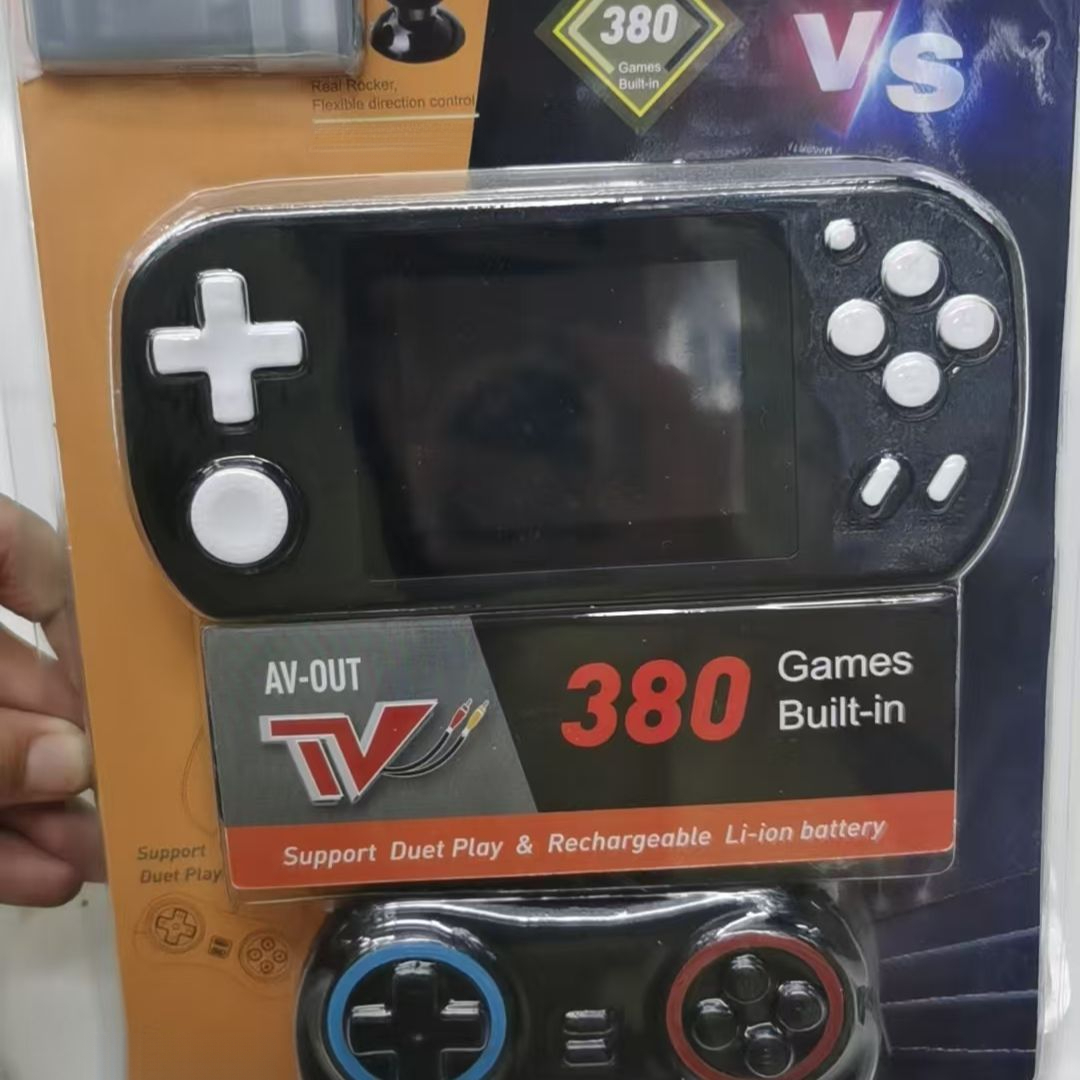 380
Games
Built-in
VS
Real Rocker,
Flexible direction control
AV-OUT
TV
380
Games
Built-in
Support Duet Play & Rechargeable Li-ion battery
Support
Duet Play